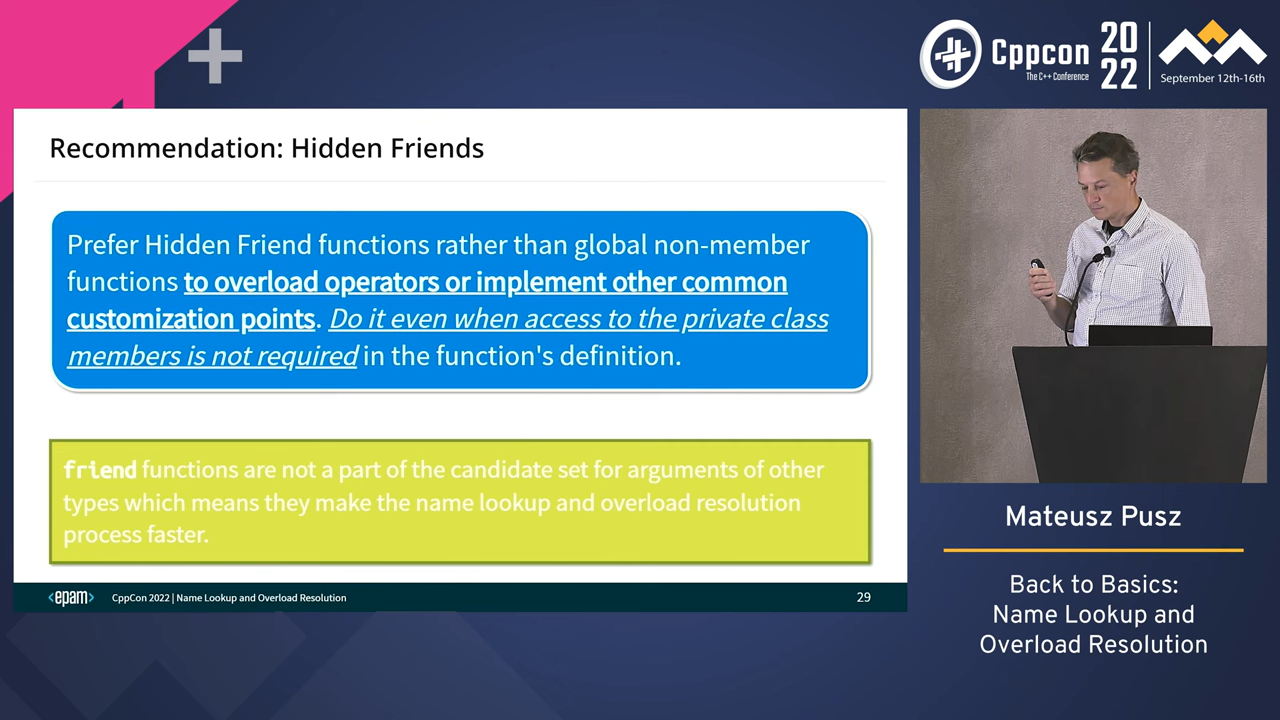 Cppcon
The C++ Conference
20
22
September 12th-16th
Recommendation: Hidden Friends
Prefer Hidden Friend functions rather than global non-member
functions to overload operators or implement other common
customization points. Do it even when access to the private class
members is not required in the function's definition.
friend functions are not a part of the candidate set for arguments of other
types which means they make the name lookup and overload resolution
process faster.
<epam>
CppCon 2022 | Name Lookup and Overload Resolution
29
Mateusz Pusz
Back to Basics:
Name Lookup and
Overload Resolution